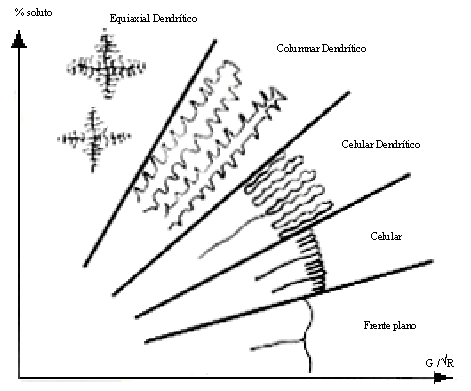 % soluto
Equiaxial Dendrítico
Columnar Dendrítico
Celular Dendrítico
Celular
Frente plano
G /√R